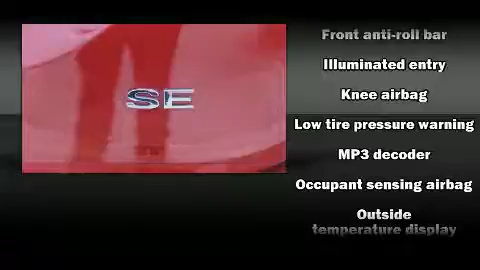 SE
Front anti-roll bar
Illuminated entry
Knee airbag
Low tire pressure warning
MP3 decoder
Occupant sensing airbag
Outside
temperature display